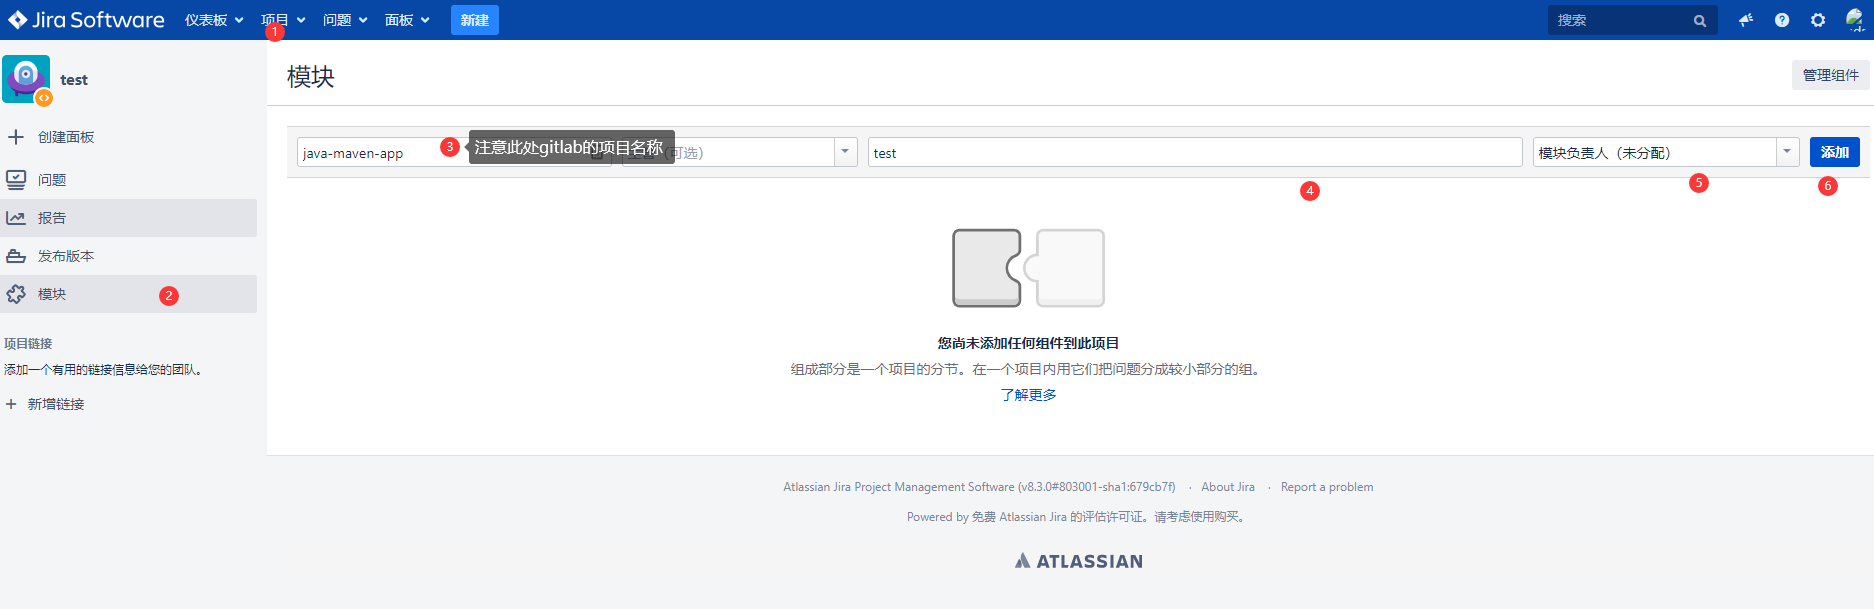 Jira Software 仪表板 项目 问题 面板 新建 搜索
1
test
模块
管理组件
创建面板
java-maven-app 3 注意此处gitlab的项目名称 (可选) test 模块负责人（未分配） 添加
4 5 6
问题
报告
发布版本
模块 2
项目链接
添加一个有用的链接信息给您的团队。
新增链接
您尚未添加任何组件到此项目
组成部分是一个项目的分节。在一个项目内用它们把问题分成较小部分的组。
了解更多
Atlassian Jira Project Management Software (v8.3.0#803001-sha1:679cb7f) · About Jira · Report a problem
Powered by 免费 Atlassian Jira 的评估许可证。请考虑使用购买。
ATLASSIAN